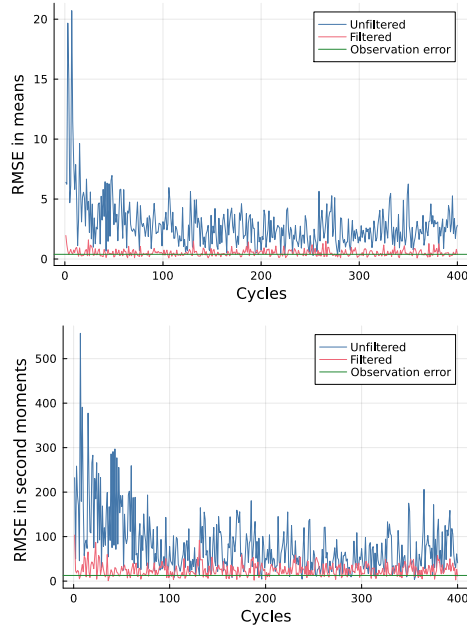 RMSE in means
20
15
10
5
0
Unfiltered
Filtered
Observation error
0
100
200
300
400
Cycles
RMSE in second moments
500
400
300
200
100
0
Unfiltered
Filtered
Observation error
0
100
200
300
400
Cycles